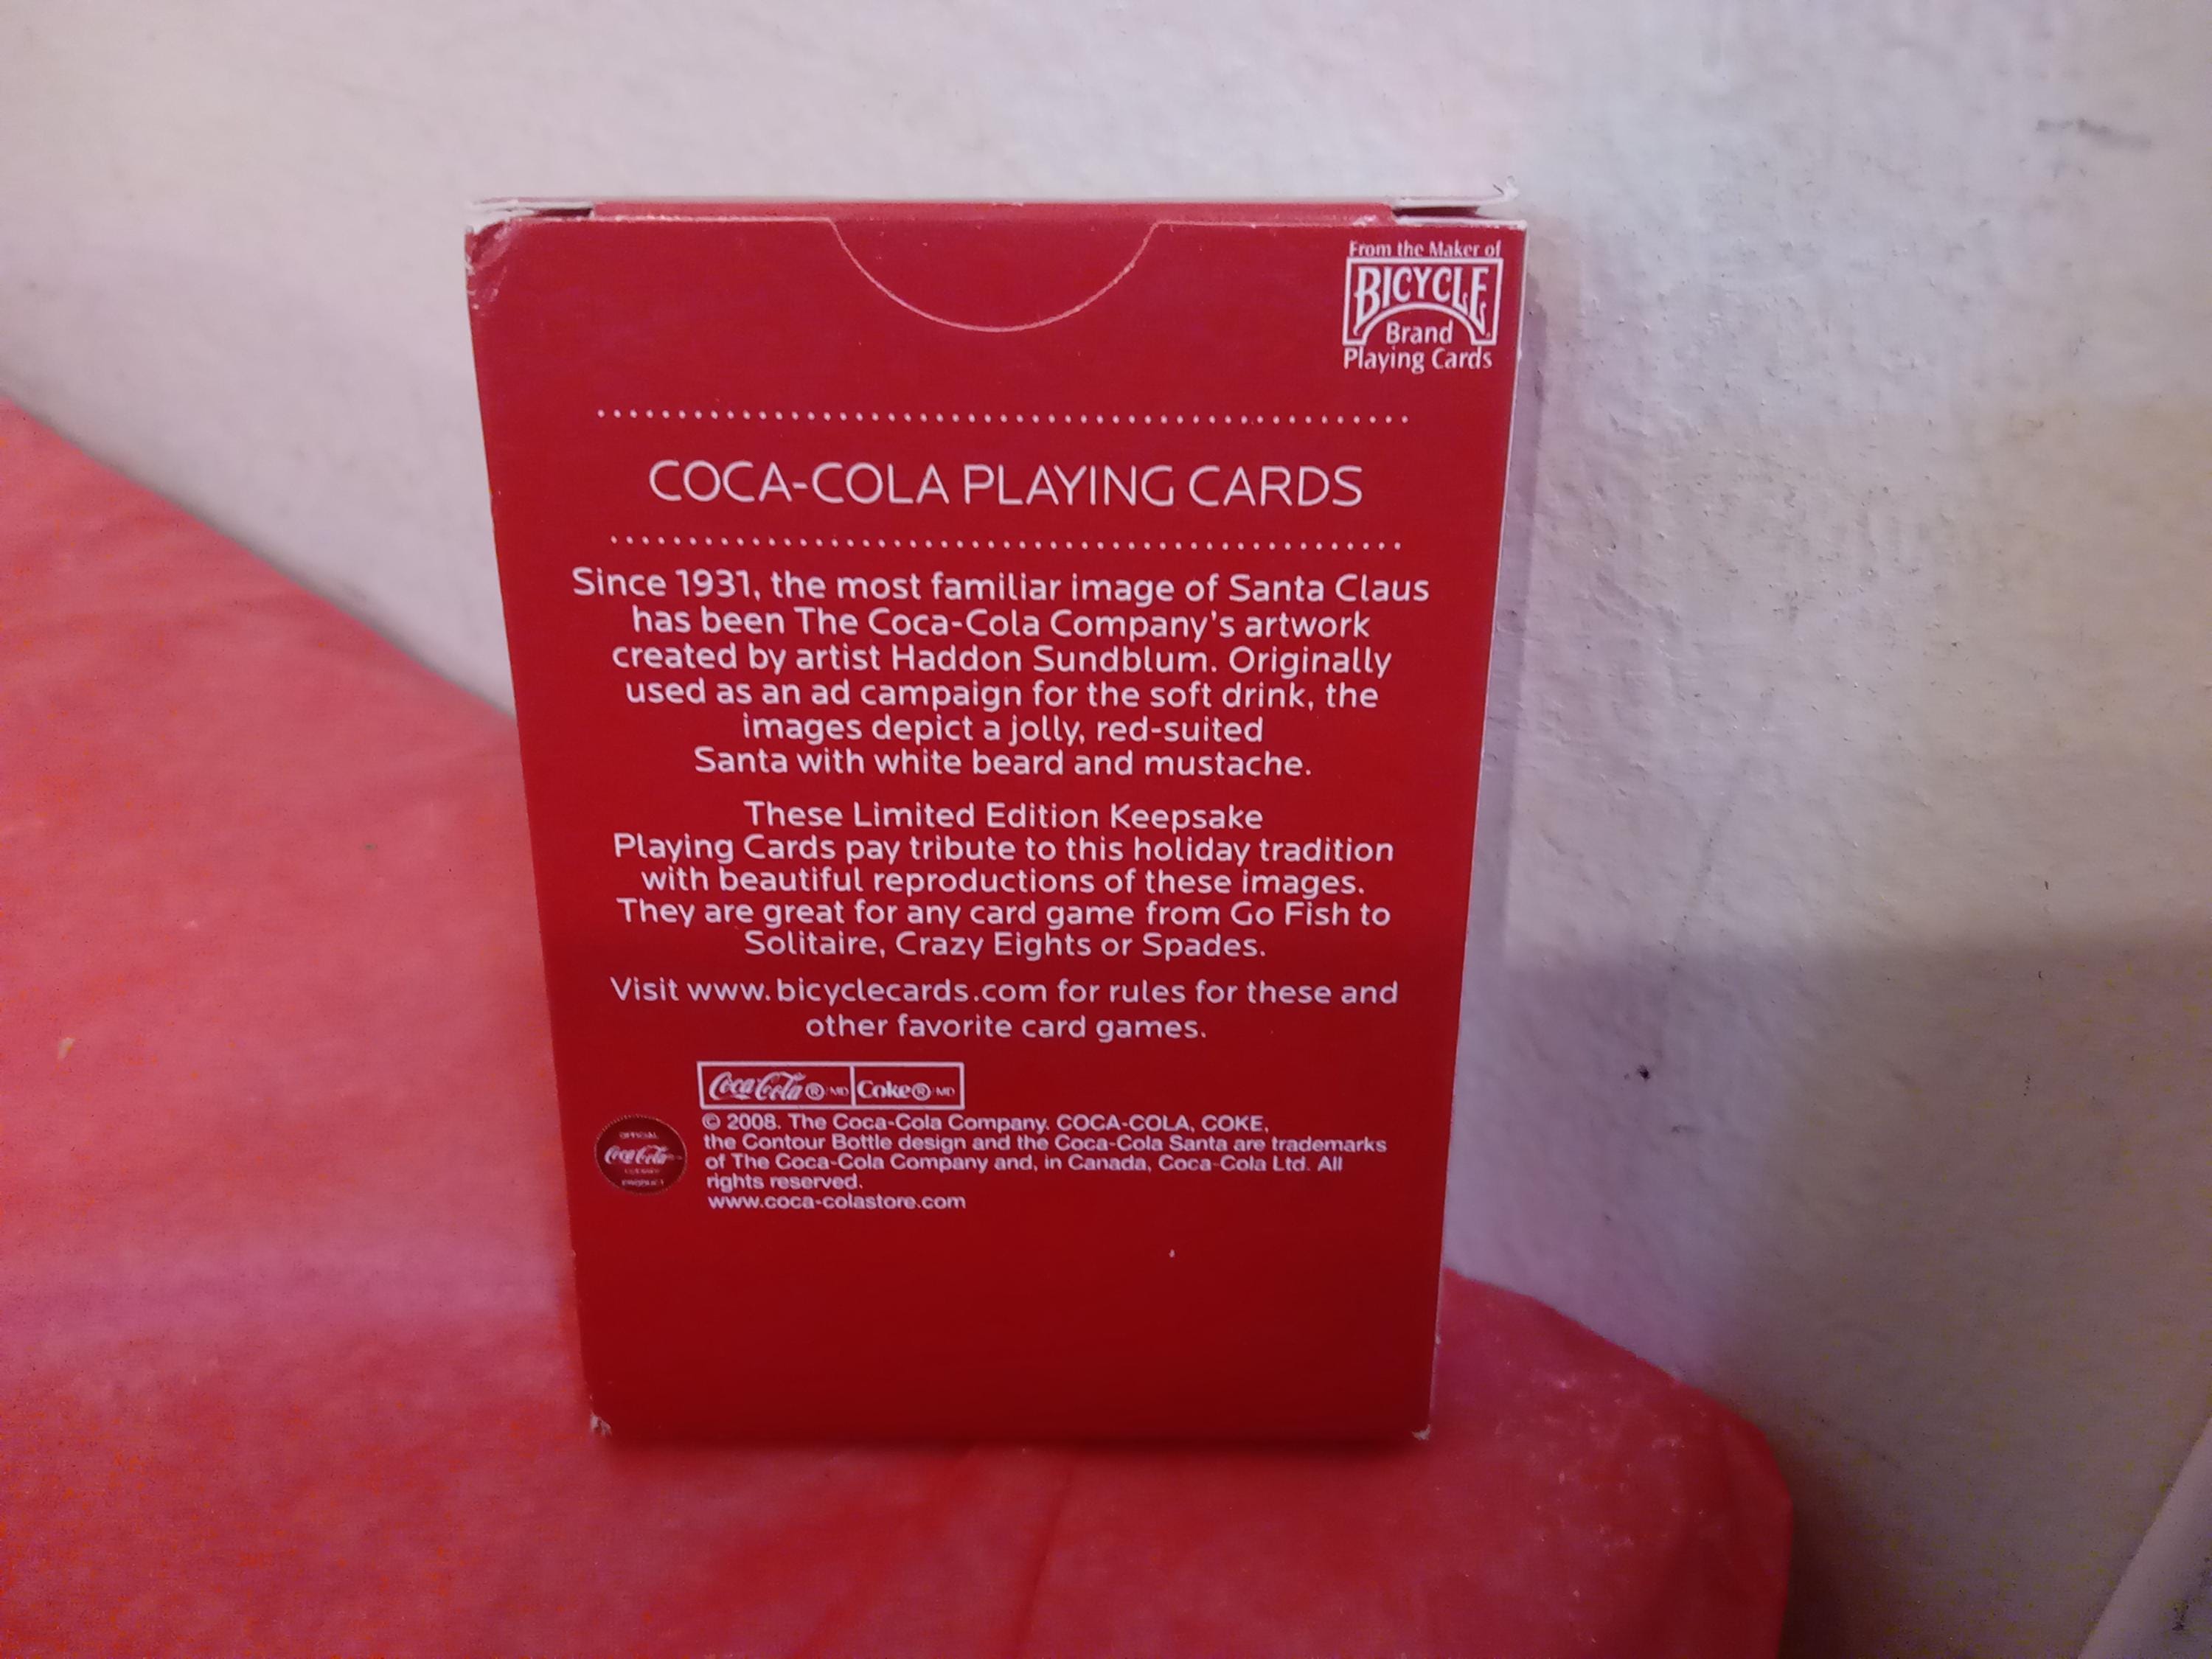 From the Maker of
BICYCLE
Brand
Playing Cards
COCA-COLA PLAYING CARDS
Since 1931, the most familiar image of Santa Claus
has been The Coca-Cola Company's artwork
created by artist Haddon Sundblum. Originally
used as an ad campaign for the soft drink, the
images depict a jolly, red-suited
Santa with white beard and mustache.
These Limited Edition Keepsake
Playing Cards pay tribute to this holiday tradition
with beautiful reproductions of these images.
They are great for any card game from Go Fish to
Solitaire, Crazy Eights or Spades.
Visit www.bicyclecards.com for rules for these and
other favorite card games.
Coca-Cola ® MD Coke ® MD
© 2008. The Coca-Cola Company. COCA-COLA, COKE,
the Contour Bottle design and the Coca-Cola Santa are trademarks
of The Coca-Cola Company and, in Canada, Coca-Cola Ltd. All
rights reserved.
www.coca-colastore.com
OFFICIAL
Coca-Cola
PRODUCT